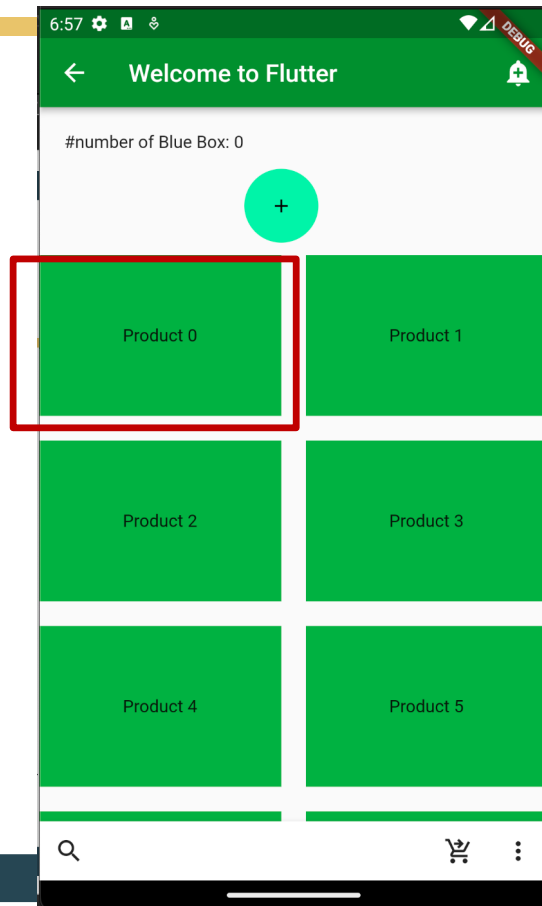 6:57 A
DEBUG
Welcome to Flutter
#number of Blue Box: 0
+
Product 0
Product 1
Product 2
Product 3
Product 4
Product 5